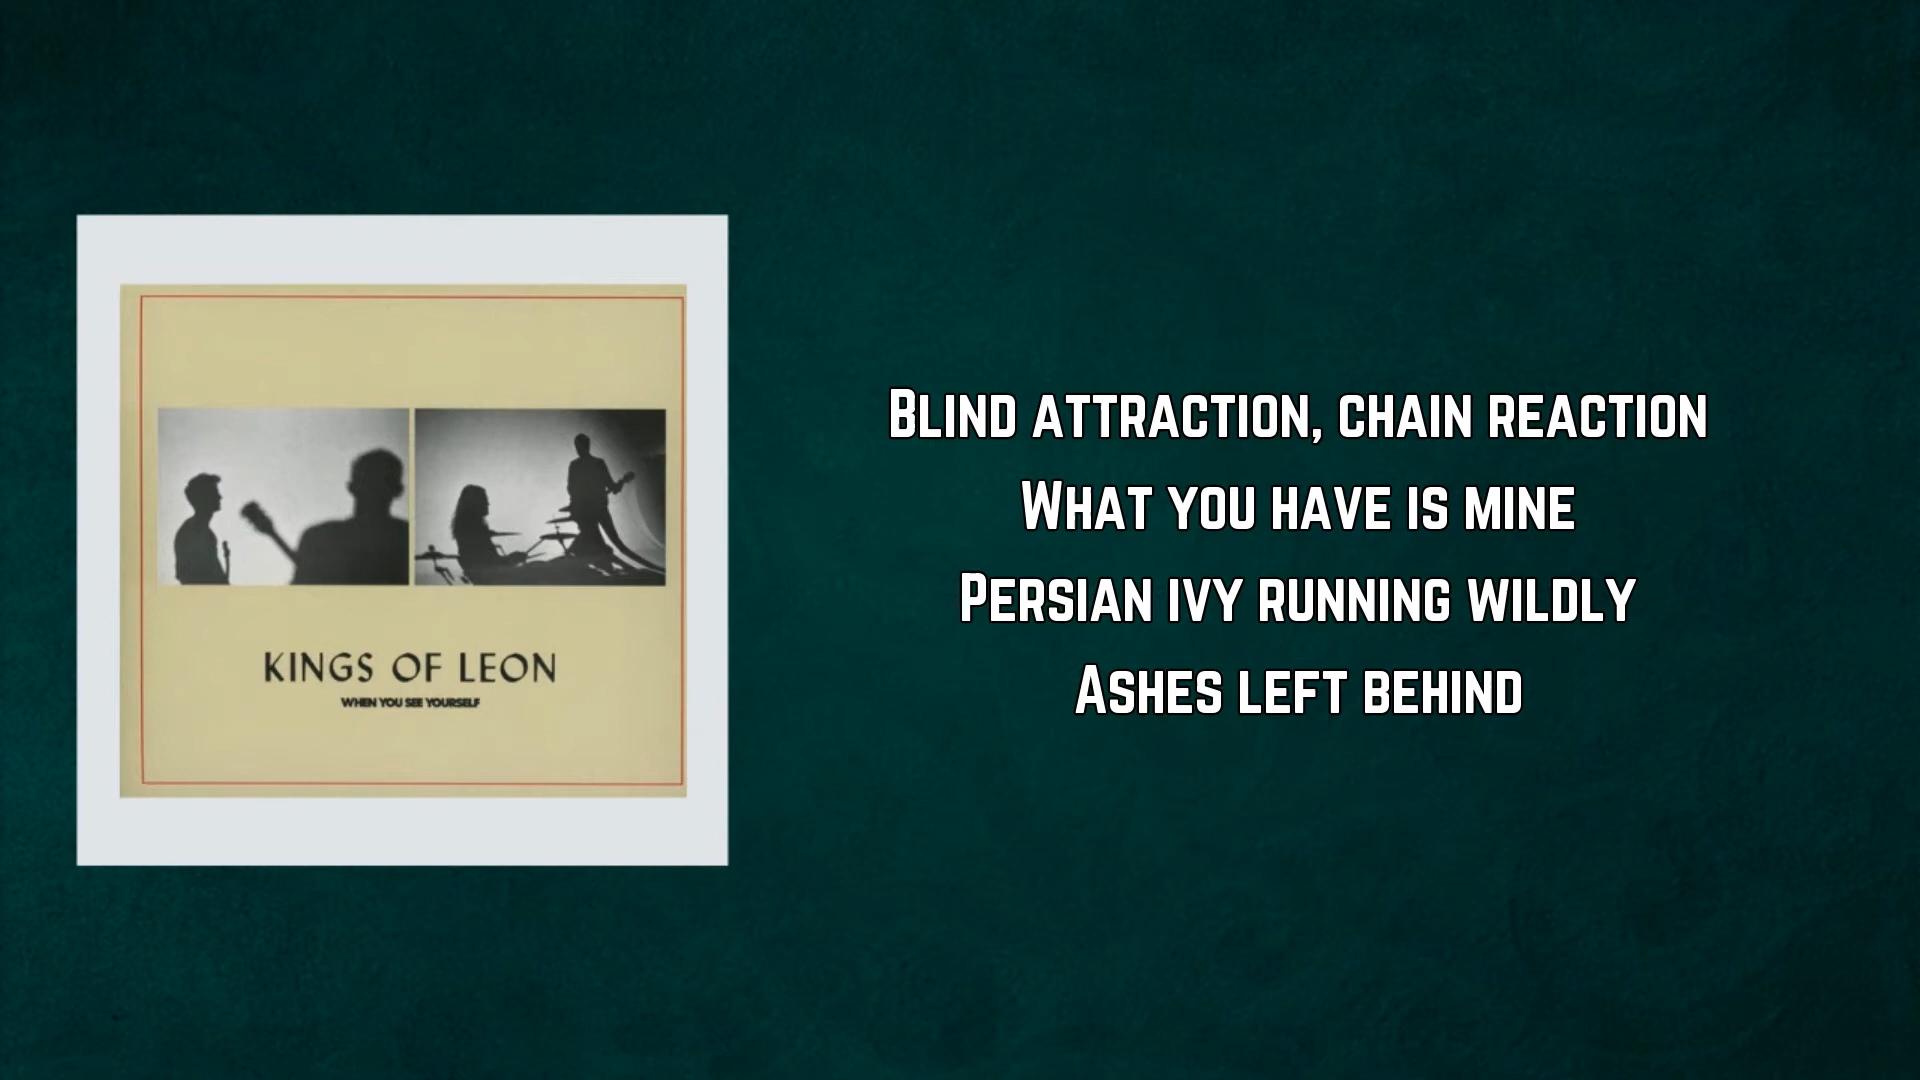 KINGS OF LEON
WHEN YOU SEE YOURSELF
Blind attraction, chain reaction
What you have is mine
Persian ivy running wildly
Ashes left behind